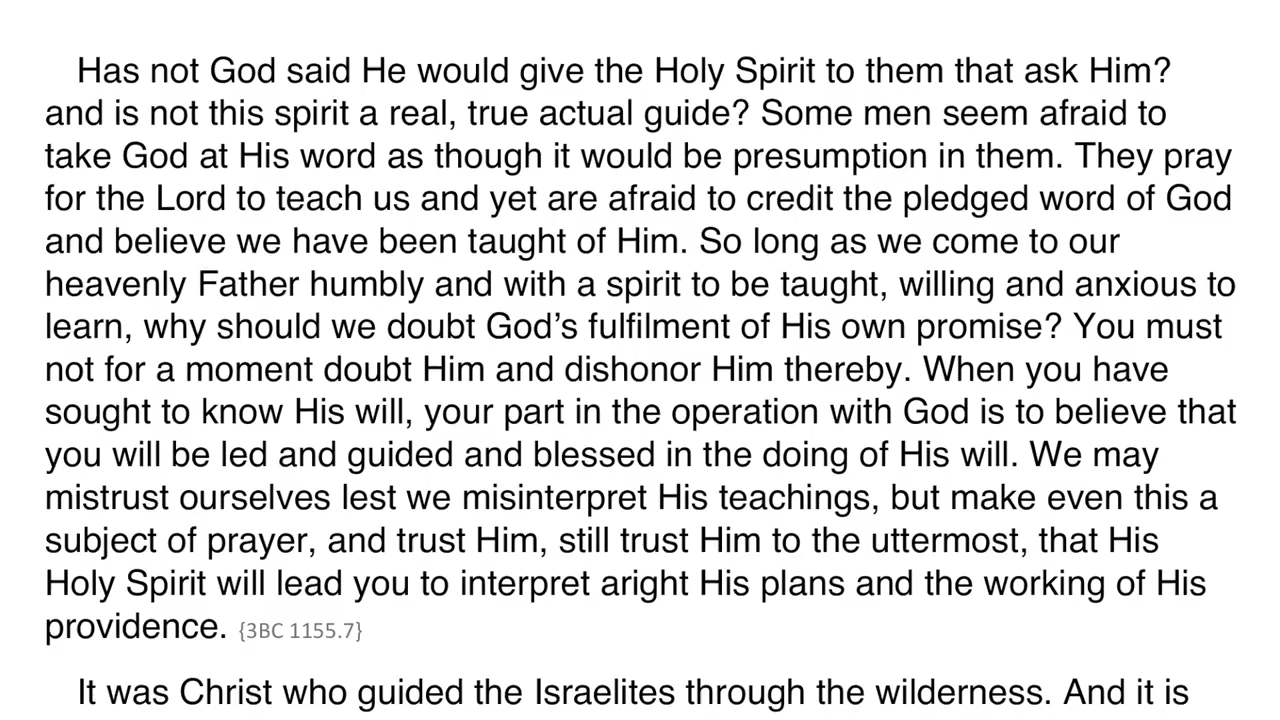 Has not God said He would give the Holy Spirit to them that ask Him?
and is not this spirit a real, true actual guide? Some men seem afraid to
take God at His word as though it would be presumption in them. They pray
for the Lord to teach us and yet are afraid to credit the pledged word of God
and believe we have been taught of Him. So long as we come to our
heavenly Father humbly and with a spirit to be taught, willing and anxious to
learn, why should we doubt God’s fulfilment of His own promise? You must
not for a moment doubt Him and dishonor Him thereby. When you have
sought to know His will, your part in the operation with God is to believe that
you will be led and guided and blessed in the doing of His will. We may
mistrust ourselves lest we misinterpret His teachings, but make even this a
subject of prayer, and trust Him, still trust Him to the uttermost, that His
Holy Spirit will lead you to interpret aright His plans and the working of His
providence. {3BC 1155.7}
It was Christ who guided the Israelites through the wilderness. And it is